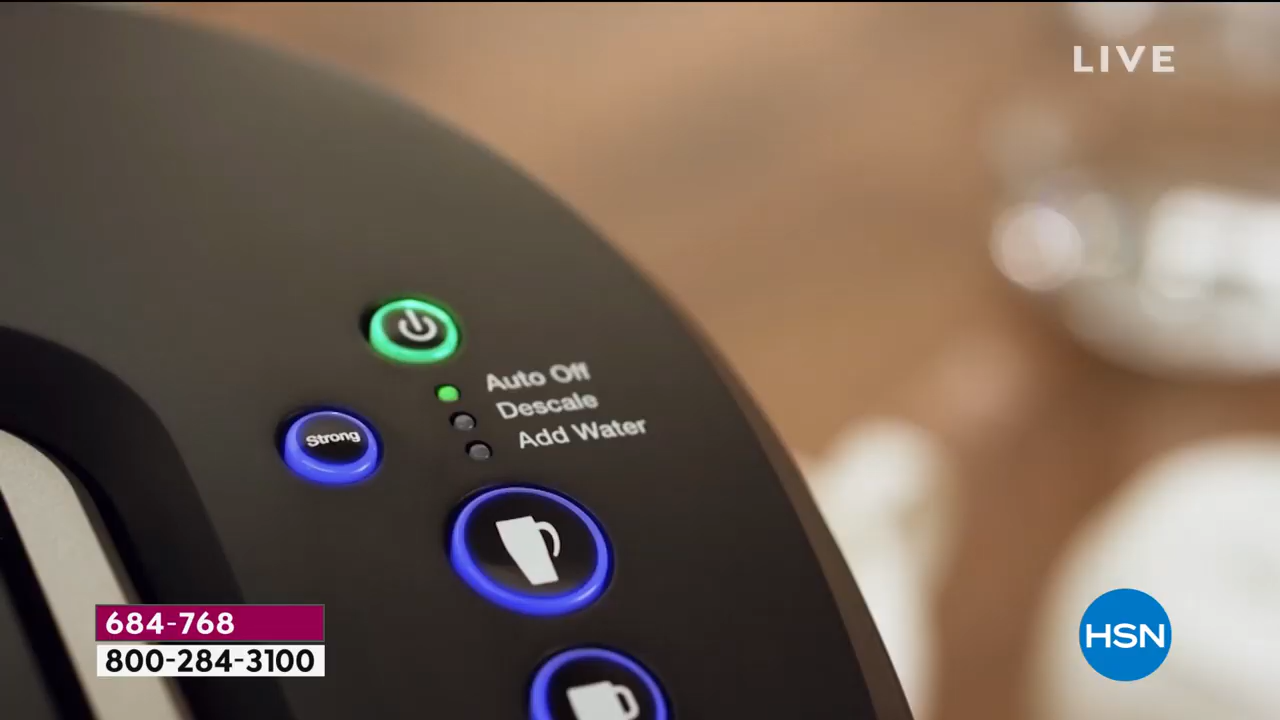 LIVE
Auto Off
Descale
Add Water
Strong
684-768
800-284-3100
HSN